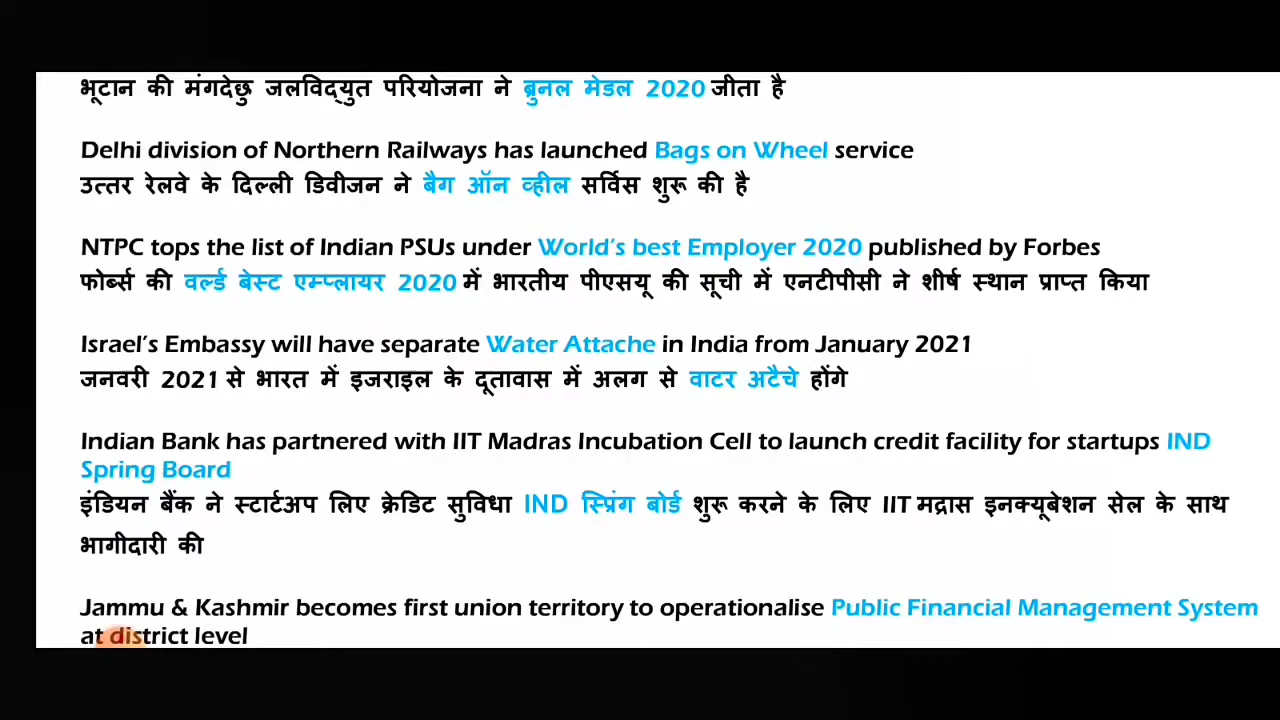 भूटान की मंगदेछु जलविद्युत परियोजना ने ब्रुनल मेडल 2020 जीता है
Delhi division of Northern Railways has launched Bags on Wheel service
उत्तर रेलवे के दिल्ली डिवीजन ने बैग ऑन व्हील सर्विस शुरू की है
NTPC tops the list of Indian PSUs under World's best Employer 2020 published by Forbes
फोर्ब्स की वर्ल्ड बेस्ट एम्प्लायर 2020 में भारतीय पीएसयू की सूची में एनटीपीसी ने शीर्ष स्थान प्राप्त किया
Israel's Embassy will have separate Water Attache in India from January 2021
जनवरी 2021 से भारत में इजराइल के दूतावास में अलग से वाटर अटैचे होंगे
Indian Bank has partnered with IIT Madras Incubation Cell to launch credit facility for startups IND
Spring Board
इंडियन बैंक ने स्टार्टअप लिए क्रेडिट सुविधा IND स्प्रिंग बोर्ड शुरू करने के लिए IIT मद्रास इनक्यूबेशन सेल के साथ
भागीदारी की
Jammu & Kashmir becomes first union territory to operationalise Public Financial Management System
at district level